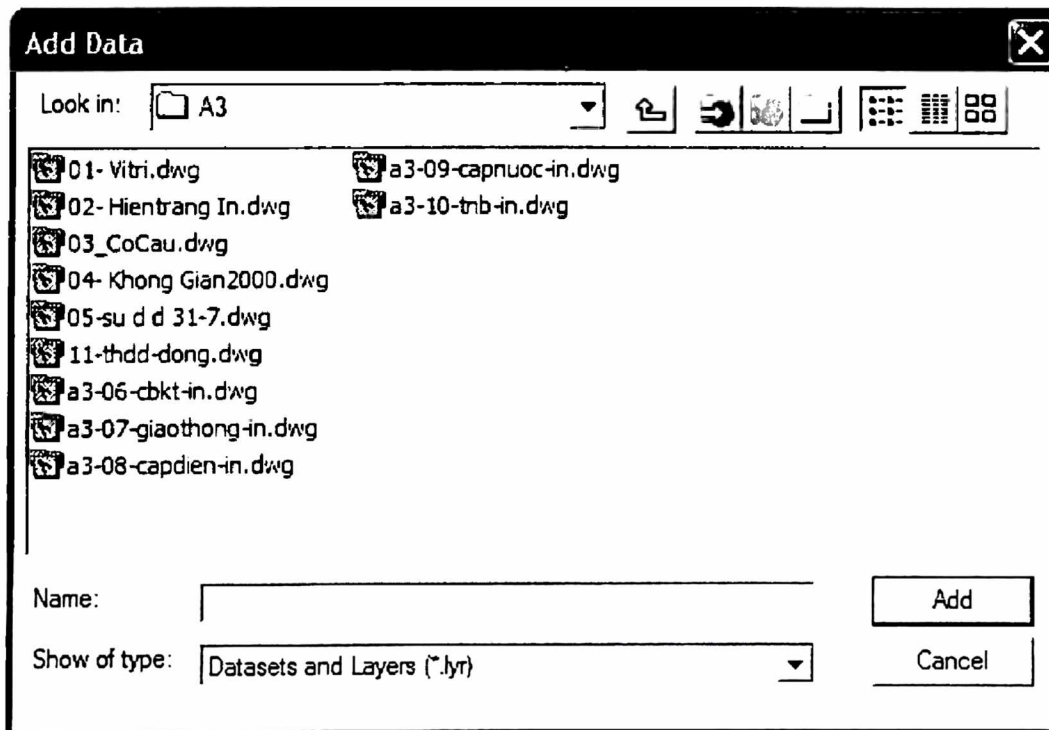 Add Data
Look in: A3
01- Vitri.dwg
02- Hientrang In.dwg
03_CoCau.dwg
04- Khong Gian2000.dwg
05-su d d 31-7.dwg
11-thdd-dong.dwg
a3-06-cbkt-in.dwg
a3-07-giaothong-in.dwg
a3-08-capdien-in.dwg
a3-09-capnuoc-in.dwg
a3-10-tnb-in.dwg
Name: Add
Show of type: Datasets and Layers (*.lyr) Cancel